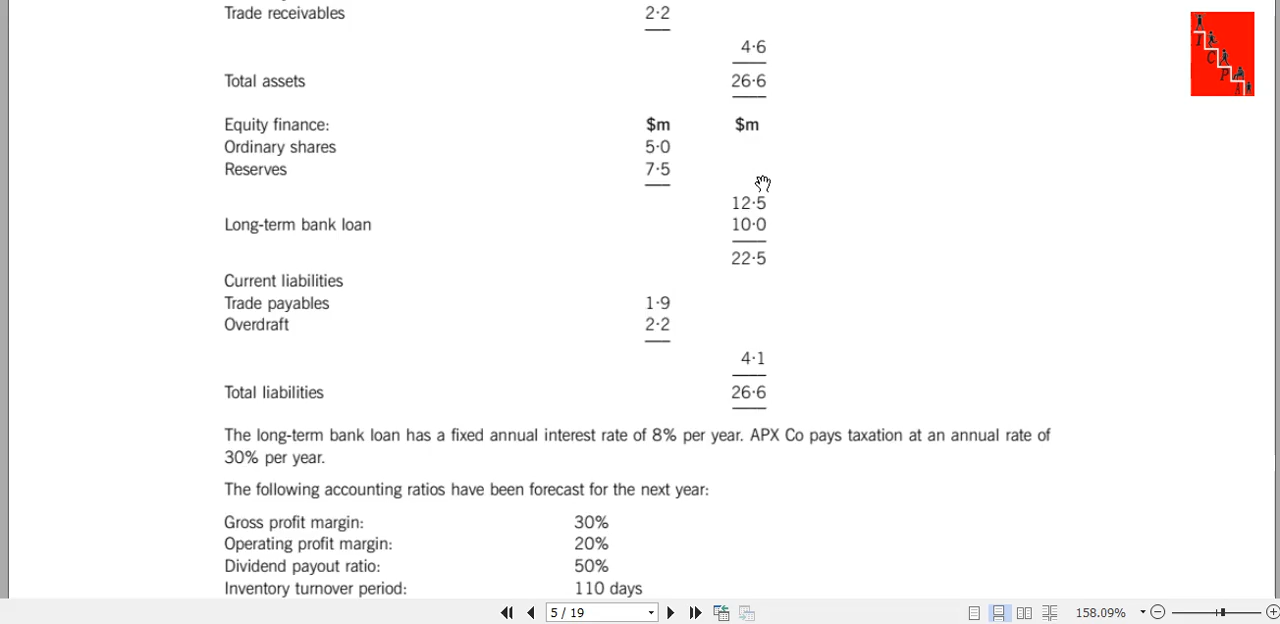 Trade receivables 2·2
4·6
Total assets 26·6
Equity finance: $m $m
Ordinary shares 5·0
Reserves 7·5
12·5
Long-term bank loan 10·0
22·5
Current liabilities
Trade payables 1·9
Overdraft 2·2
4·1
Total liabilities 26·6
The long-term bank loan has a fixed annual interest rate of 8% per year. APX Co pays taxation at an annual rate of
30% per year.
The following accounting ratios have been forecast for the next year:
Gross profit margin: 30%
Operating profit margin: 20%
Dividend payout ratio: 50%
Inventory turnover period: 110 days
5 / 19 158.09%
I
C
P
A